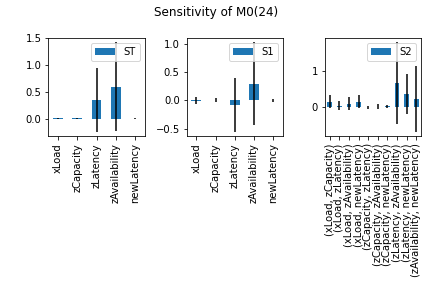 Sensitivity of M0(24)
ST
1.5
1.0
0.5
0.0
xLoad
zCapacity
zLatency
zAvailability
newLatency
S1
1.0
0.5
0.0
−0.5
xLoad
zCapacity
zLatency
zAvailability
newLatency
S2
1
0
(xLoad, zCapacity)
(xLoad, zLatency)
(xLoad, zAvailability)
(xLoad, newLatency)
(zCapacity, zLatency)
(zCapacity, zAvailability)
(zCapacity, newLatency)
(zLatency, zAvailability)
(zLatency, newLatency)
(zAvailability, newLatency)